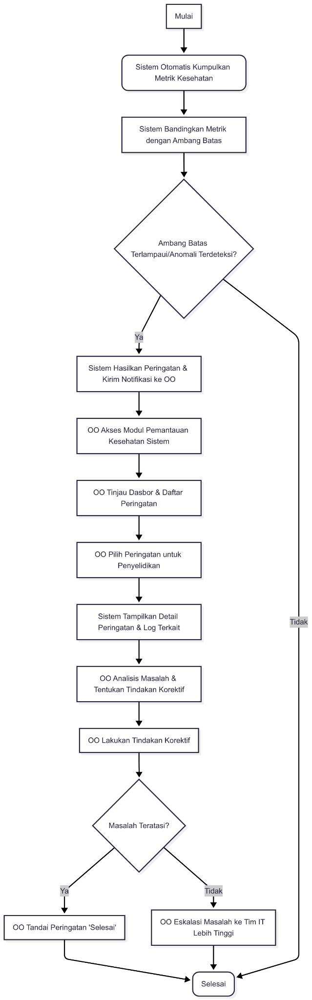 Mulai
Sistem Otomatis Kumpulkan
Metrik Kesehatan
Sistem Bandingkan Metrik
dengan Ambang Batas
Ambang Batas
Terlampaui/Anomali Terdeteksi?
Ya
Sistem Hasilkan Peringatan &
Kirim Notifikasi ke OO
OO Akses Modul Pemantauan
Kesehatan Sistem
OO Tinjau Dasbor & Daftar
Peringatan
OO Pilih Peringatan untuk
Penyelidikan
Sistem Tampilkan Detail
Peringatan & Log Terkait
Tidak
OO Analisis Masalah &
Tentukan Tindakan Korektif
OO Lakukan Tindakan Korektif
Masalah Teratasi?
Ya
Tidak
OO Tandai Peringatan 'Selesai'
OO Eskalasi Masalah ke Tim IT
Lebih Tinggi
Selesai